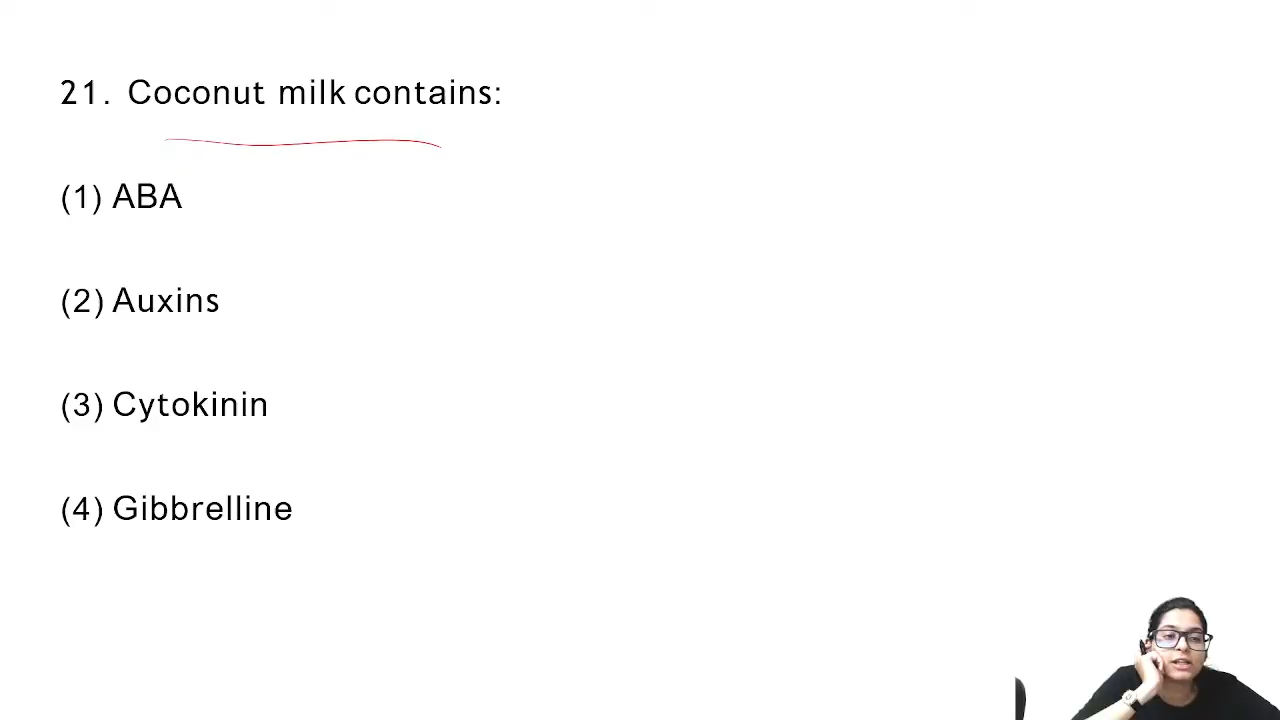 21. Coconut milk contains:
(1) ABA
(2) Auxins
(3) Cytokinin
(4) Gibbrelline